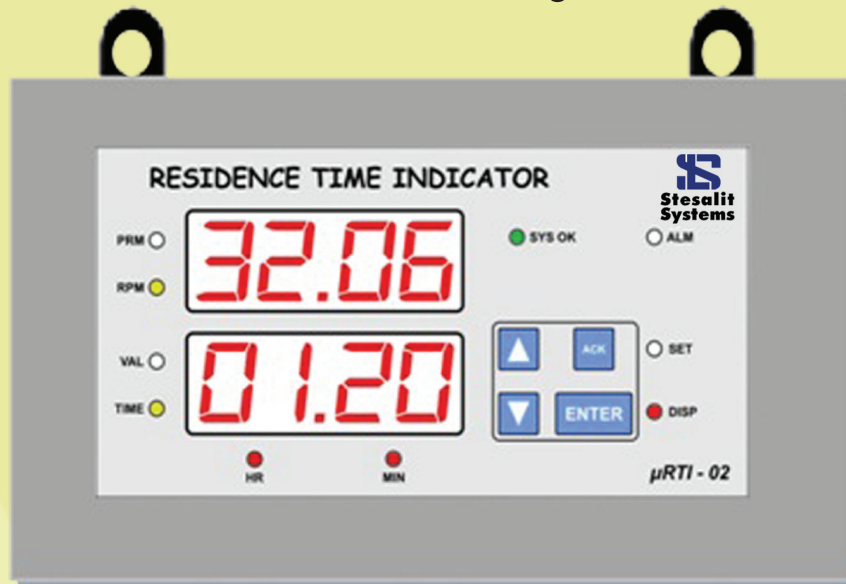 RESIDENCE TIME INDICATOR
Stesalit
Systems
PRM
32.06
SYS OK
ALM
RPM
VAL
01.20
ACK
SET
TIME
ENTER
DISP
HR
MIN
µRTI - 02